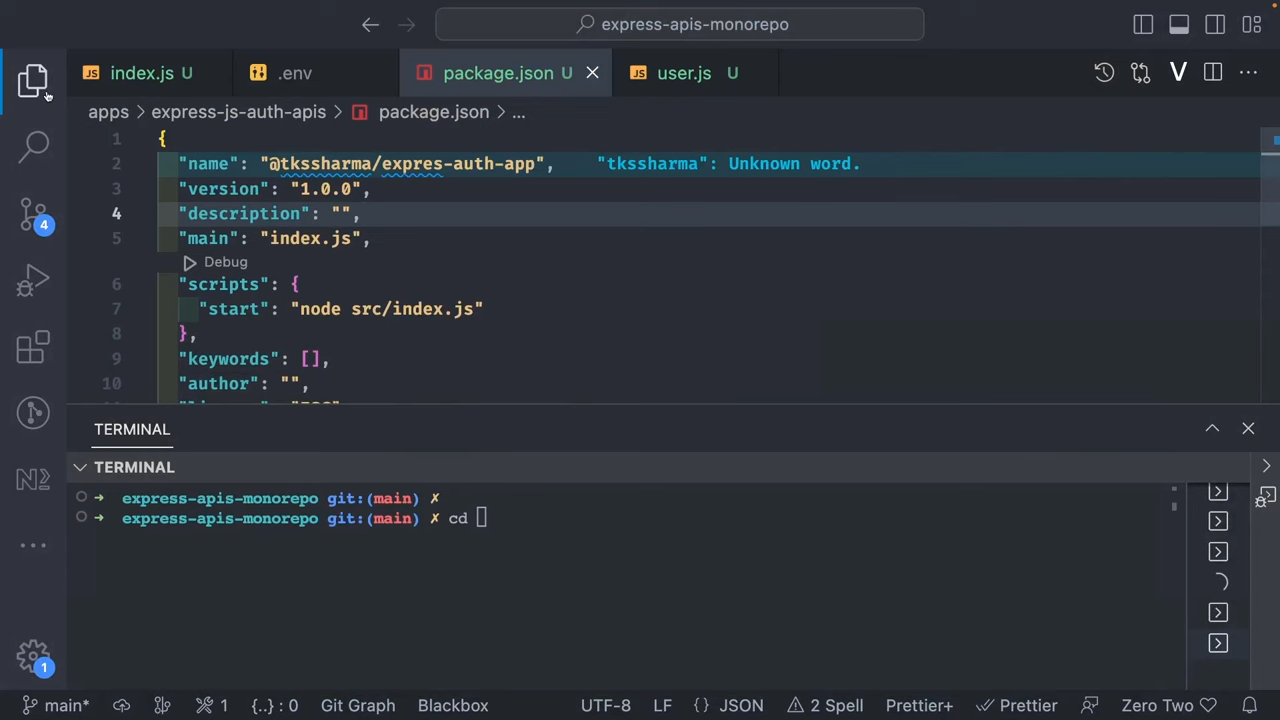 express-apis-monorepo
JS index.js U
.env
package.json U
JS user.js U
V
apps > express-js-auth-apis > package.json > ...
1 {
2 "name": "@tkssharma/expres-auth-app", "tkssharma": Unknown word.
3 "version": "1.0.0",
4 "description": "",
5 "main": "index.js",
Debug
6 "scripts": {
7 "start": "node src/index.js"
8 },
9 "keywords": [],
10 "author": "",
4
1
TERMINAL
TERMINAL
express-apis-monorepo git:(main) ✗
express-apis-monorepo git:(main) ✗ cd
main*
1
{..} : 0
Git Graph
Blackbox
UTF-8
LF
{} JSON
2 Spell
Prettier+
Prettier
Zero Two